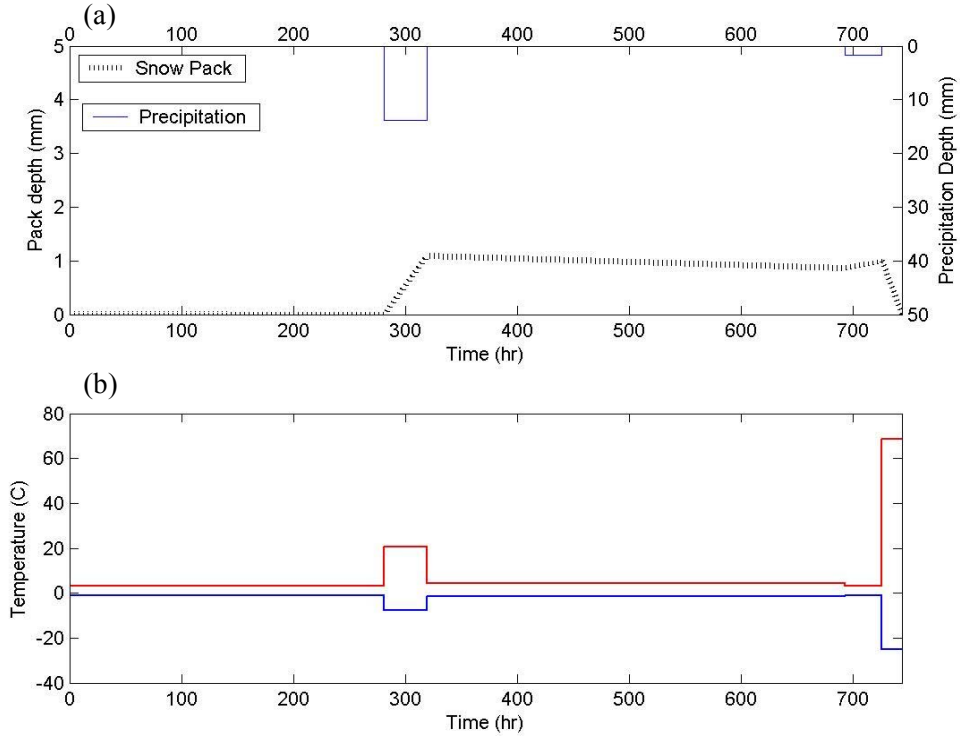 (a)
0 100 200 300 400 500 600 700
5 0
Snow Pack
4 10
Precipitation
3 20
2 30
1 40
0 50
Pack depth (mm)
Precipitation Depth (mm)
0 100 200 300 400 500 600 700
Time (hr)
(b)
80
60
40
20
0
-20
-40
Temperature (C)
0 100 200 300 400 500 600 700
Time (hr)